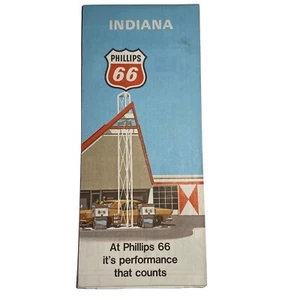 INDIANA
PHILLIPS
66
At Phillips 66
it's performance
that counts